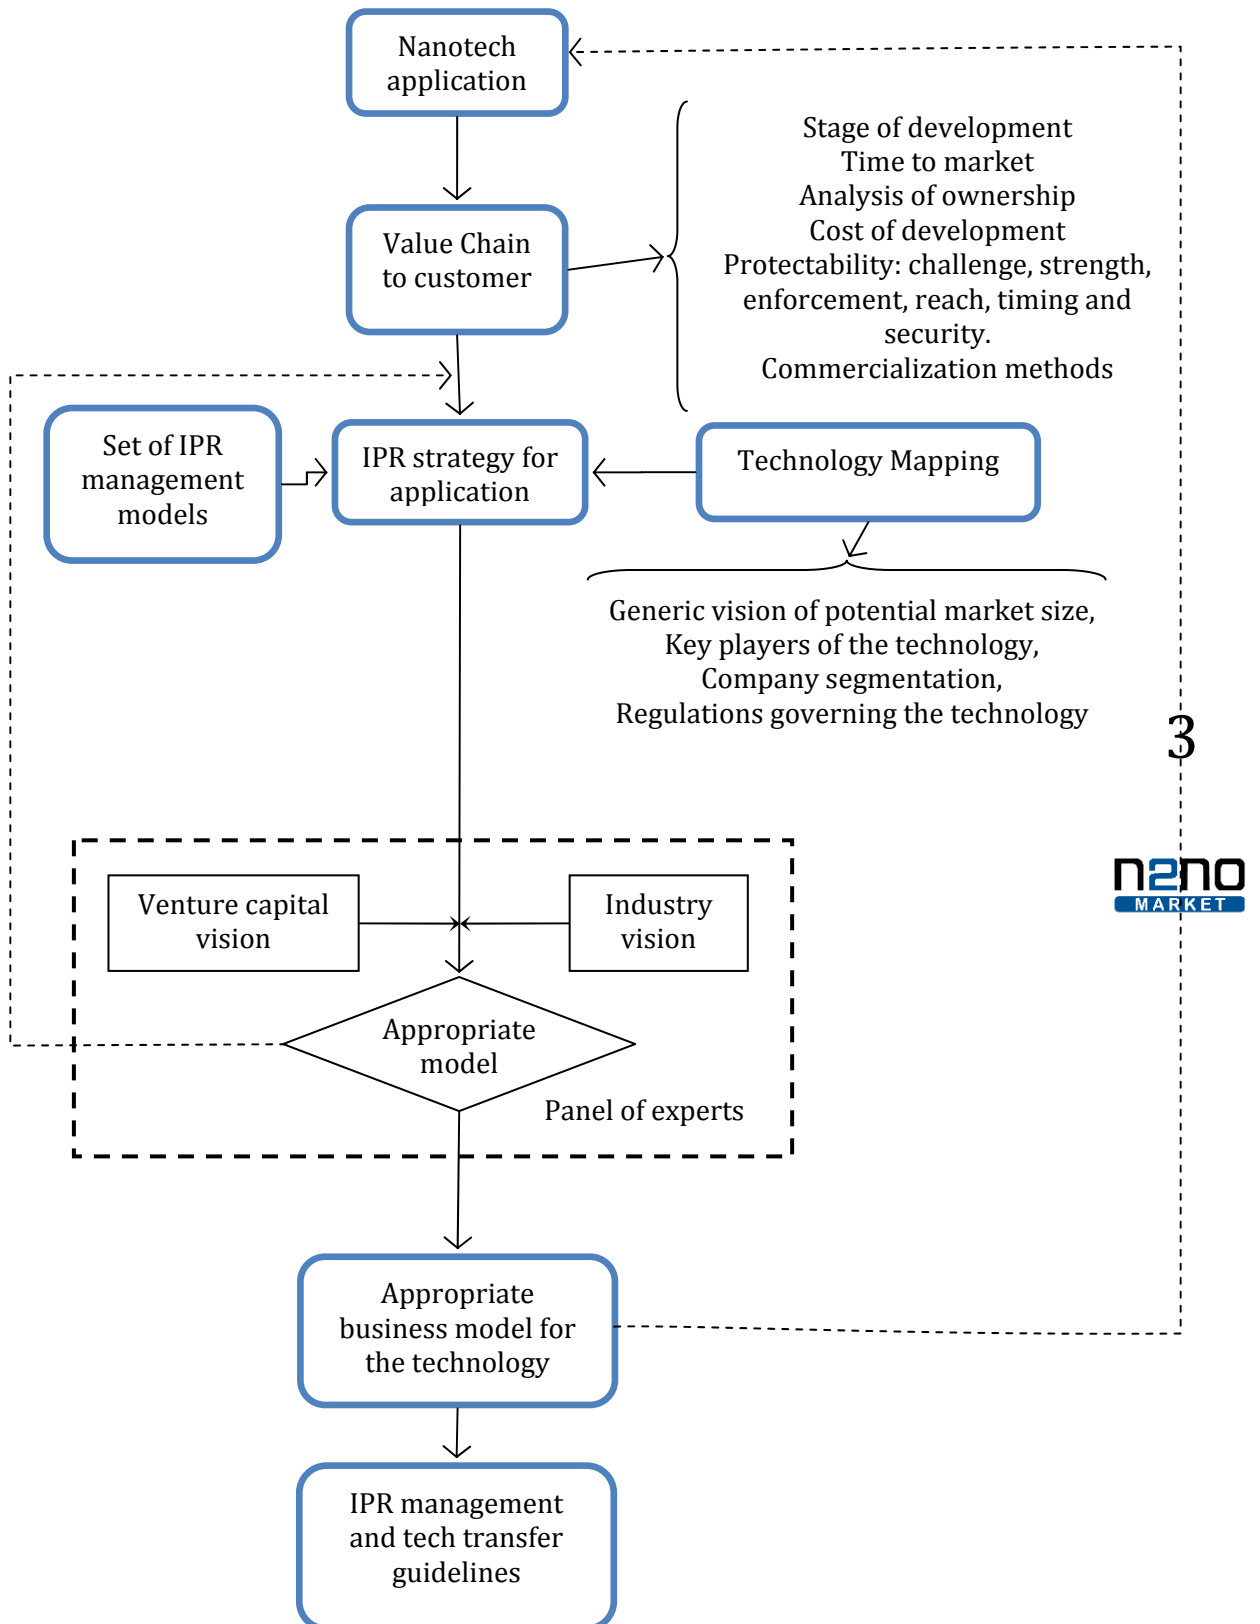 Nanotech
application
Stage of development
Time to market
Analysis of ownership
Cost of development
Protectability: challenge, strength,
enforcement, reach, timing and
security.
Commercialization methods
Value Chain
to customer
Set of IPR
management
models
IPR strategy for
application
Technology Mapping
Generic vision of potential market size,
Key players of the technology,
Company segmentation,
Regulations governing the technology
3
n2no
MARKET
Venture capital
vision
Industry
vision
Appropriate
model
Panel of experts
Appropriate
business model for
the technology
IPR management
and tech transfer
guidelines